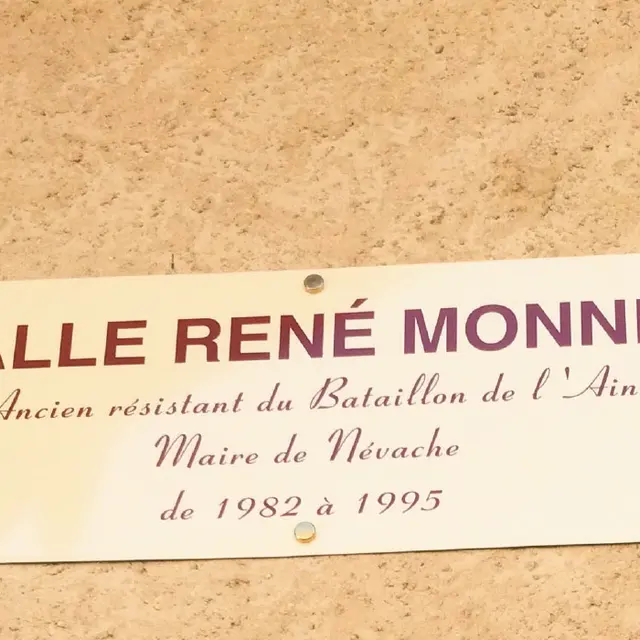 ALLE RENÉ MONN
Ancien résistant du Bataillon de l'Ain
Maire de Névache
de 1982 à 1995